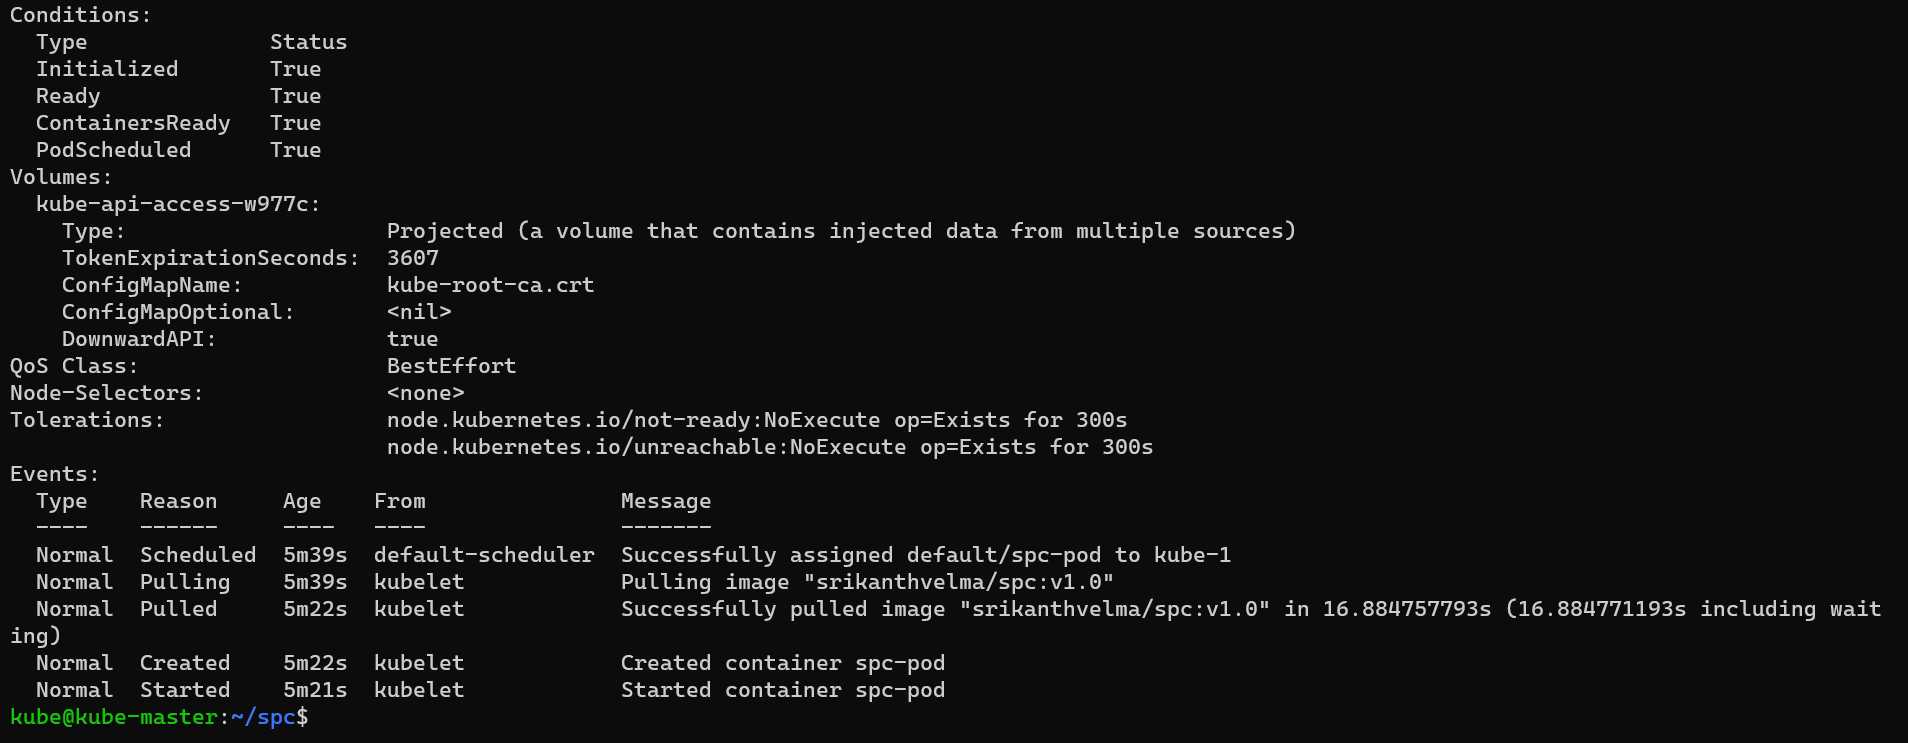 Conditions:
  Type              Status
  Initialized       True
  Ready             True
  ContainersReady   True
  PodScheduled      True
Volumes:
  kube-api-access-w977c:
    Type:                    Projected (a volume that contains injected data from multiple sources)
    TokenExpirationSeconds:  3607
    ConfigMapName:           kube-root-ca.crt
    ConfigMapOptional:       <nil>
    DownwardAPI:             true
QoS Class:                   BestEffort
Node-Selectors:              <none>
Tolerations:                 node.kubernetes.io/not-ready:NoExecute op=Exists for 300s
                             node.kubernetes.io/unreachable:NoExecute op=Exists for 300s
Events:
  Type    Reason     Age   From               Message
  ----    ------     ----  ----               -------
  Normal  Scheduled  5m39s default-scheduler  Successfully assigned default/spc-pod to kube-1
  Normal  Pulling    5m39s kubelet            Pulling image "srikanthvelma/spc:v1.0"
  Normal  Pulled     5m22s kubelet            Successfully pulled image "srikanthvelma/spc:v1.0" in 16.884757793s (16.884771193s including wait
ing)
  Normal  Created    5m22s kubelet            Created container spc-pod
  Normal  Started    5m21s kubelet            Started container spc-pod
kube@kube-master:~/spc$